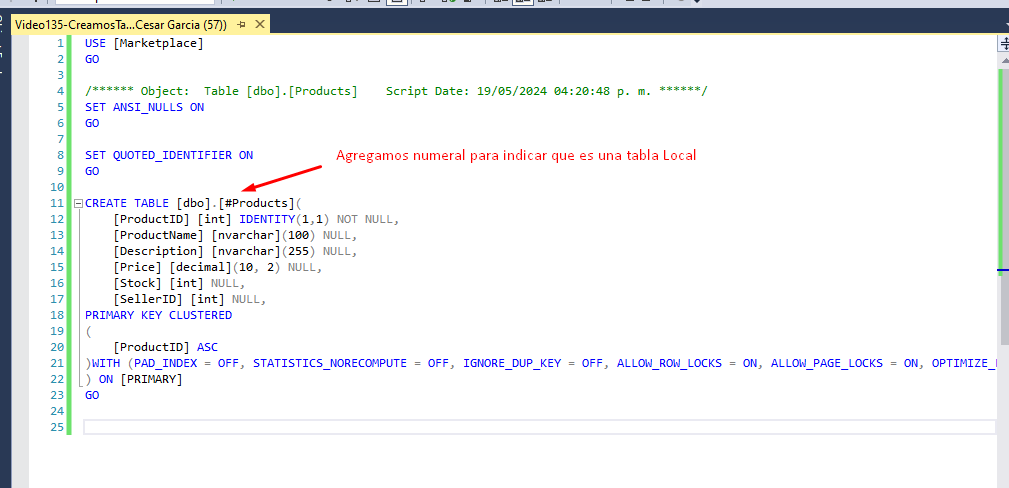 Video135-CreamosTa...Cesar Garcia (57))
1 USE [Marketplace]
2 GO
3
4 /****** Object:  Table [dbo].[Products]    Script Date: 19/05/2024 04:20:48 p. m. ******/
5 SET ANSI_NULLS ON
6 GO
7
8 SET QUOTED_IDENTIFIER ON
Agregamos numeral para indicar que es una tabla Local
9 GO
10
11 CREATE TABLE [dbo].[#Products](
12     [ProductID] [int] IDENTITY(1,1) NOT NULL,
13     [ProductName] [nvarchar](100) NULL,
14     [Description] [nvarchar](255) NULL,
15     [Price] [decimal](10, 2) NULL,
16     [Stock] [int] NULL,
17     [SellerID] [int] NULL,
18 PRIMARY KEY CLUSTERED
19 (
20     [ProductID] ASC
21 )WITH (PAD_INDEX = OFF, STATISTICS_NORECOMPUTE = OFF, IGNORE_DUP_KEY = OFF, ALLOW_ROW_LOCKS = ON, ALLOW_PAGE_LOCKS = ON, OPTIMIZE_
22 ) ON [PRIMARY]
23 GO
24
25